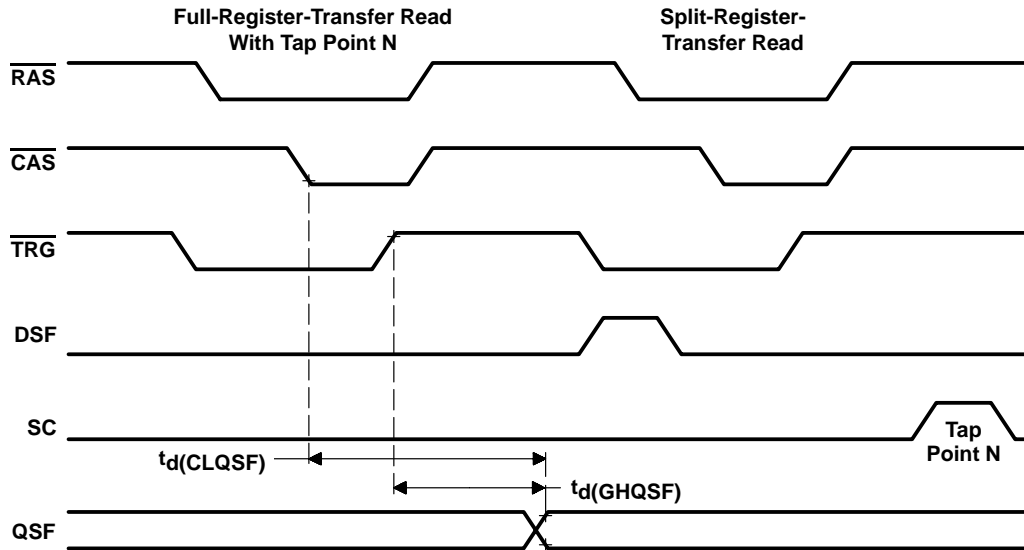 Full-Register-Transfer Read
With Tap Point N
Split-Register-
Transfer Read
RAS
CAS
TRG
DSF
SC
Tap
Point N
td(CLQSF)
td(GHQSF)
QSF